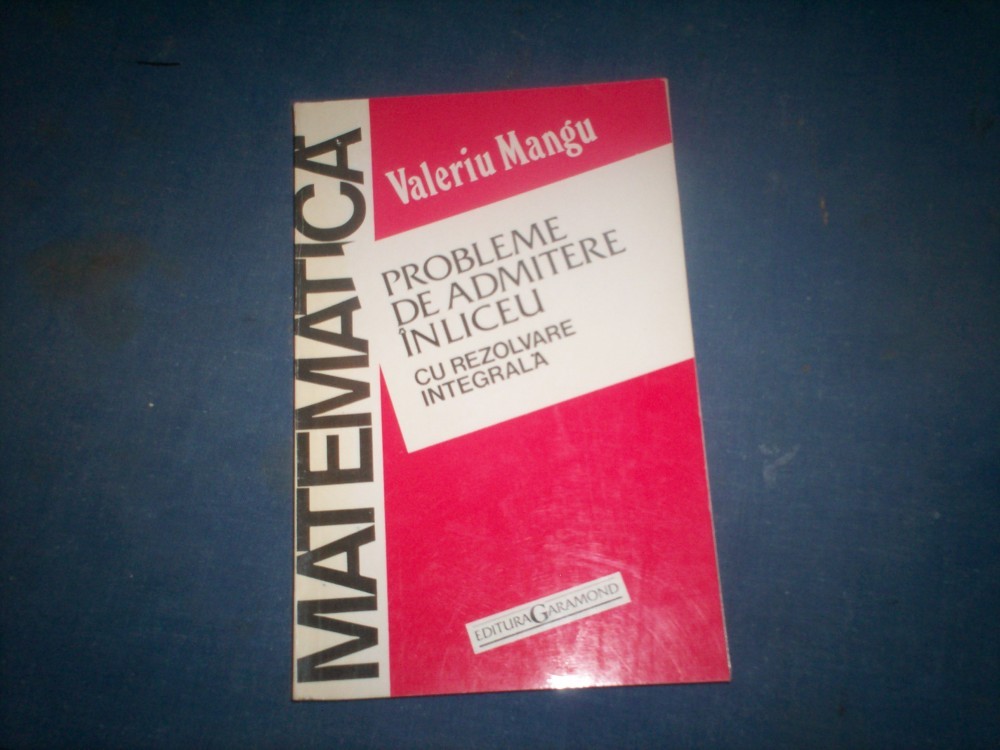 MATEMATICĂ
Valeriu Mangu
PROBLEME
DE ADMITERE
ÎN LICEU
CU REZOLVARE
INTEGRALĂ
EDITURA GARAMOND